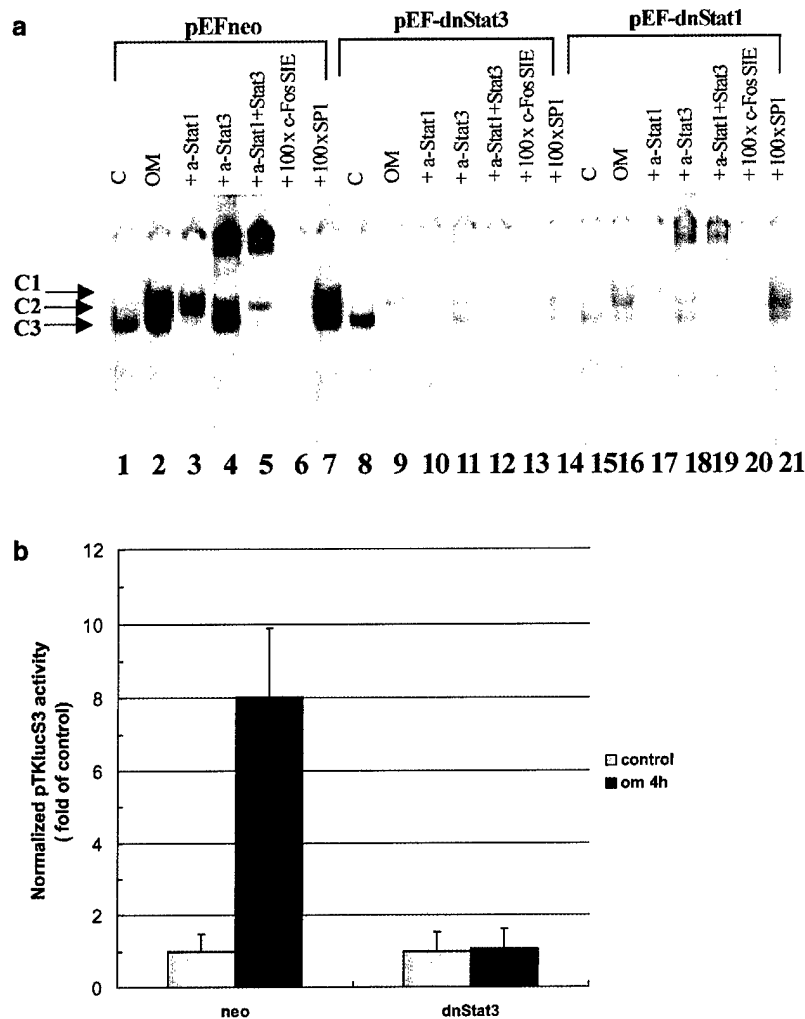 a
pEFneo
pEF-dnStat3
pEF-dnStat1
C
OM
+ a-Stat1
+ a-Stat3
+ a-Stat1+Stat3
+ 100x c-Fos SIE
+ 100xSP1
C
OM
+ a-Stat1
+ a-Stat3
+ a-Stat1+Stat3
+ 100x c-Fos SIE
+ 100xSP1
C
OM
+ a-Stat1
+ a-Stat3
+ a-Stat1+Stat3
+ 100x c-Fos SIE
+ 100xSP1
C1
C2
C3
1 2 3 4 5 6 7 8 9 10 11 12 13 14 15 16 17 18 19 20 21
b
Normalized pTKlucS3 activity
( fold of control)
12
10
8
6
4
2
0
neo
dnStat3
control
om 4h